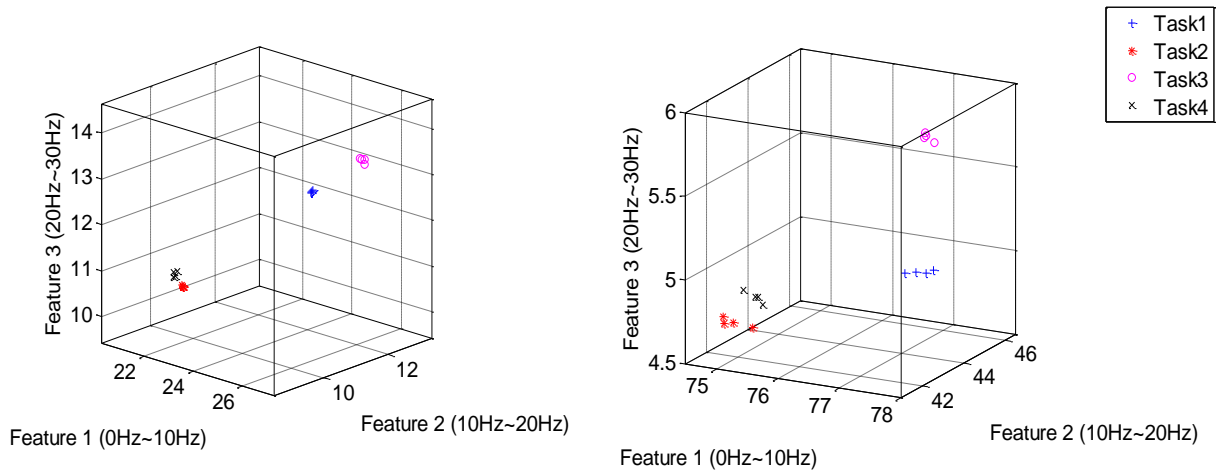 14
13
12
11
10
Feature 3 (20Hz~30Hz)
22
24
26
10
12
Feature 1 (0Hz~10Hz)
Feature 2 (10Hz~20Hz)
6
5.5
5
4.5
Feature 3 (20Hz~30Hz)
75
76
77
78
42
44
46
Feature 1 (0Hz~10Hz)
Feature 2 (10Hz~20Hz)
Task1
Task2
Task3
Task4